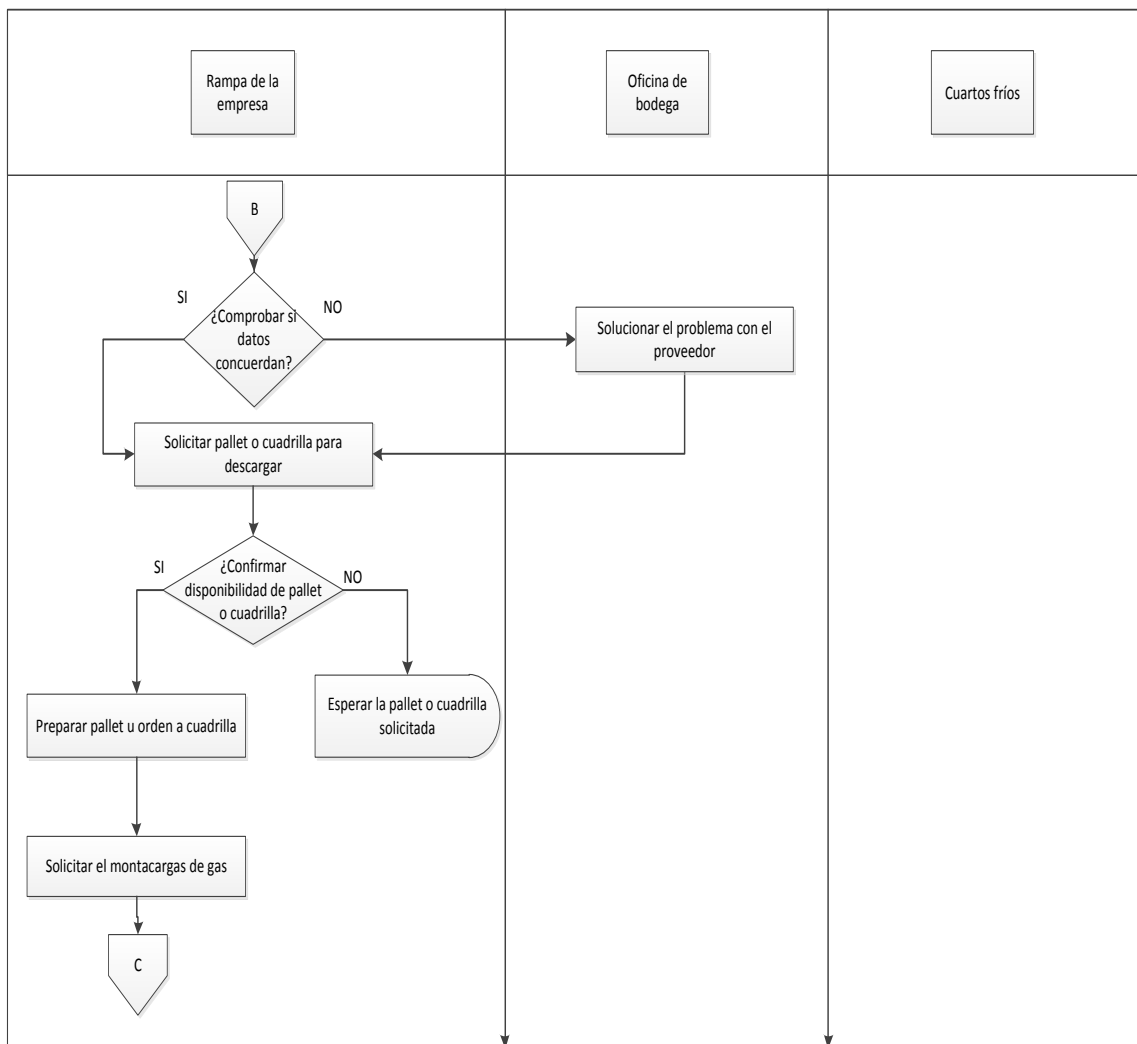 Rampa de la
empresa
Oficina de
bodega
Cuartos fríos
B
SI
NO
¿Comprobar si
datos
concuerdan?
Solucionar el problema con el
proveedor
Solicitar pallet o cuadrilla para
descargar
SI
NO
¿Confirmar
disponibilidad de pallet
o cuadrilla?
Preparar pallet u orden a cuadrilla
Esperar la pallet o cuadrilla
solicitada
Solicitar el montacargas de gas
C